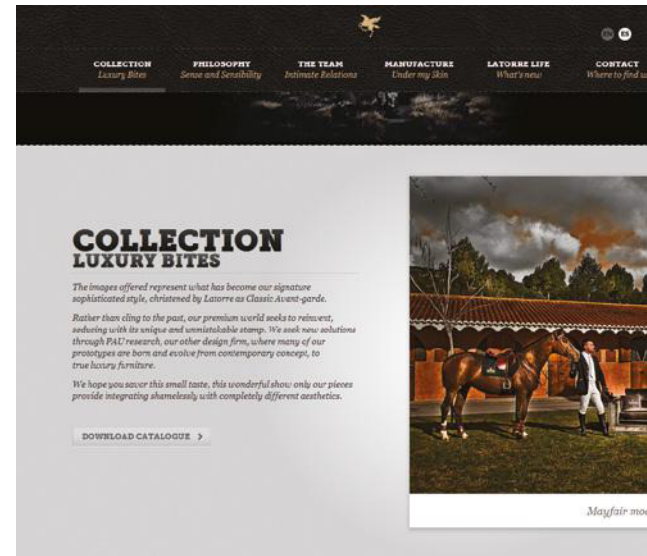 EN ES
COLLECTION PHILOSOPHY THE TEAM MANUFACTURE LATORRE LIFE CONTACT
Luxury Bites Sense and Sensibility Intimate Relations Under my Skin What's new Where to find u
COLLECTION
LUXURY BITES
The images offered represent what has become our signature
sophisticated style, christened by Latorre as Classic Avant-garde.
Rather than cling to the past, our premium world seeks to reinvent,
seducing with its unique and unmistakable stamp. We seek new solutions
through PAU research, our other design firm, where many of our
prototypes are born and evolve from contemporary concept, to
true luxury furniture.
We hope you savor this small taste, this wonderful show only our pieces
provide integrating shamelessly with completely different aesthetics.
DOWNLOAD CATALOGUE >
Mayfair mod